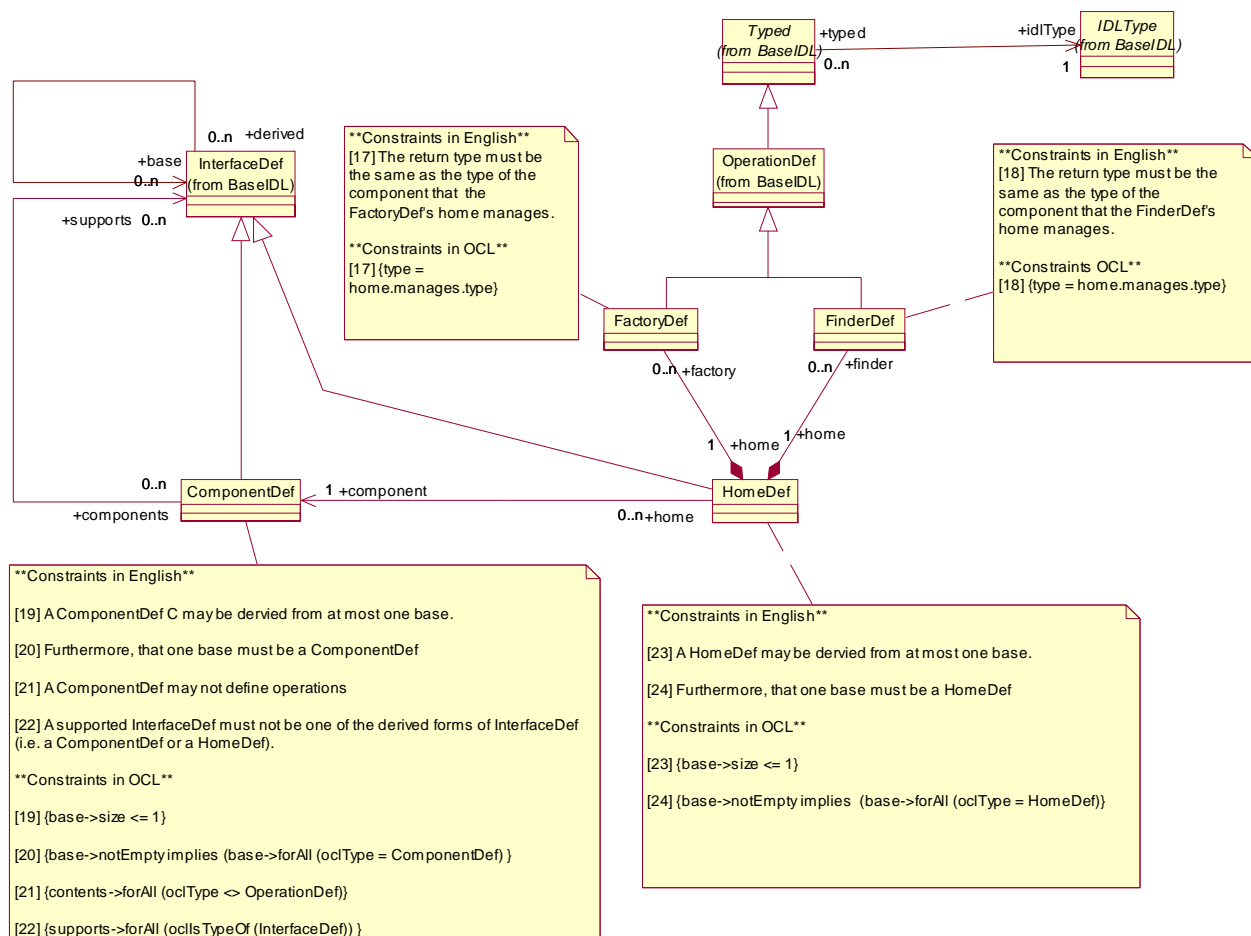 Typed
(from BaseIDL)
+typed
0..n
+idlType
1
IDLType
(from BaseIDL)
0..n +derived
+base
0..n
InterfaceDef
(from BaseIDL)
+supports 0..n
**Constraints in English**
[17] The return type must be
the same as the type of the
component that the
FactoryDef's home manages.
**Constraints in OCL**
[17] {type =
home.manages.type}
OperationDef
(from BaseIDL)
**Constraints in English**
[18] The return type must be the
same as the type of the
component that the FinderDef's
home manages.
**Constraints OCL**
[18] {type = home.manages.type}
FactoryDef
FinderDef
0..n +factory
0..n +finder
1 +home
1 +home
0..n
+components
ComponentDef
1 +component
0..n +home
HomeDef
**Constraints in English**
[19] A ComponentDef C may be dervied from at most one base.
[20] Furthermore, that one base must be a ComponentDef
[21] A ComponentDef may not define operations
[22] A supported InterfaceDef must not be one of the derived forms of InterfaceDef
(i.e. a ComponentDef or a HomeDef).
**Constraints in OCL**
[19] {base->size <= 1}
[20] {base->notEmpty implies (base->forAll (oclType = ComponentDef) }
[21] {contents->forAll (oclType <> OperationDef)}
[22] {supports->forAll (oclIsTypeOf (InterfaceDef)) }
**Constraints in English**
[23] A HomeDef may be dervied from at most one base.
[24] Furthermore, that one base must be a HomeDef
**Constraints in OCL**
[23] {base->size <= 1}
[24] {base->notEmpty implies (base->forAll (oclType = HomeDef)}